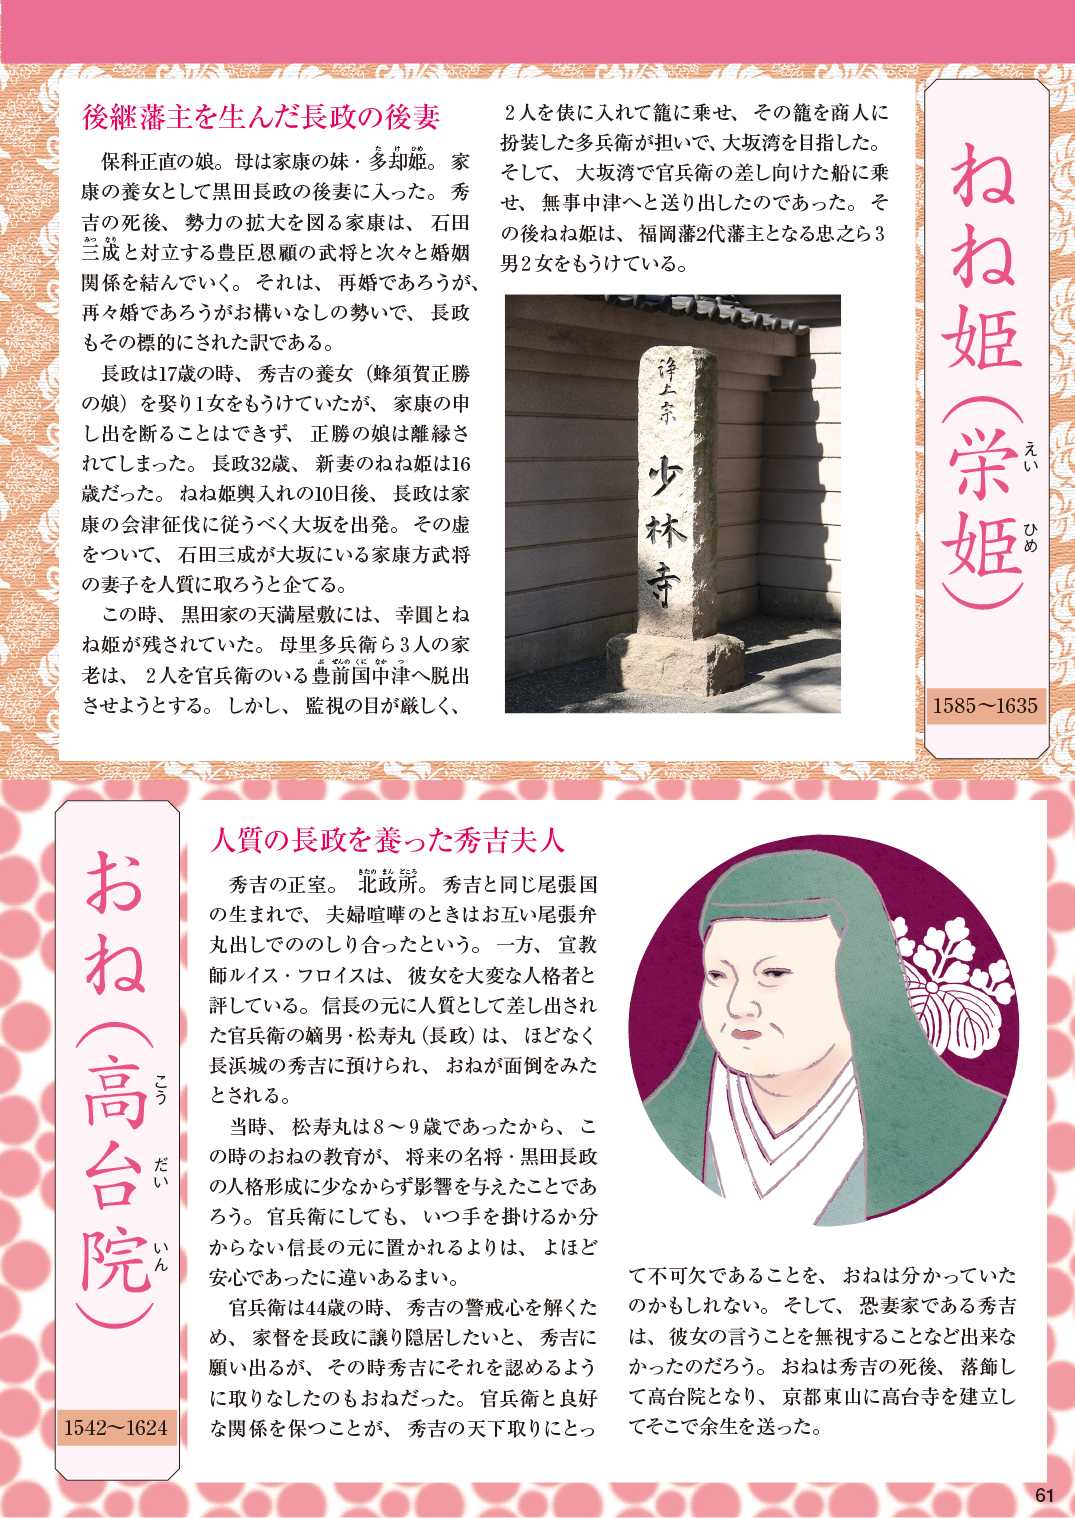 ねね姫（栄姫）
えい
ひめ
1585〜1635
後継藩主を生んだ長政の後妻
た け ひめ
　保科正直の娘。母は家康の妹・多却姫。家
康の養女として黒田長政の後妻に入った。秀
吉の死後、勢力の拡大を図る家康は、石田
みつ なり
三成と対立する豊臣恩顧の武将と次々と婚姻
関係を結んでいく。それは、再婚であろうが、
再々婚であろうがお構いなしの勢いで、長政
もその標的にされた訳である。
　長政は17歳の時、秀吉の養女（蜂須賀正勝
の娘）を娶り1女をもうけていたが、家康の申
し出を断ることはできず、正勝の娘は離縁さ
れてしまった。長政32歳、新妻のねね姫は16
歳だった。ねね姫輿入れの10日後、長政は家
康の会津征伐に従うべく大坂を出発。その虚
をついて、石田三成が大坂にいる家康方武将
の妻子を人質に取ろうと企てる。
　この時、黒田家の天満屋敷には、幸圓とね
ね姫が残されていた。母里多兵衛ら3人の家
ぶ ぜんの くに なか つ
老は、2人を官兵衛のいる豊前国中津へ脱出
させようとする。しかし、監視の目が厳しく、
2人を俵に入れて籠に乗せ、その籠を商人に
扮装した多兵衛が担いで、大坂湾を目指した。
そして、大坂湾で官兵衛の差し向けた船に乗
せ、無事中津へと送り出したのであった。そ
の後ねね姫は、福岡藩2代藩主となる忠之ら3
男2女をもうけている。
浄土宗
少林寺
おね（高台院）
こう
だい
いん
1542〜1624
人質の長政を養った秀吉夫人
きたの まん どころ
　秀吉の正室。北政所。秀吉と同じ尾張国
の生まれで、夫婦喧嘩のときはお互い尾張弁
丸出しでののしり合ったという。一方、宣教
師ルイス・フロイスは、彼女を大変な人格者と
評している。信長の元に人質として差し出され
た官兵衛の嫡男・松寿丸（長政）は、ほどなく
長浜城の秀吉に預けられ、おねが面倒をみた
とされる。
　当時、松寿丸は8〜9歳であったから、こ
の時のおねの教育が、将来の名将・黒田長政
の人格形成に少なからず影響を与えたことであ
ろう。官兵衛にしても、いつ手を掛けるか分
からない信長の元に置かれるよりは、よほど
安心であったに違いあるまい。
　官兵衛は44歳の時、秀吉の警戒心を解くた
め、家督を長政に譲り隠居したいと、秀吉に
願い出るが、その時秀吉にそれを認めるよう
に取りなしたのもおねだった。官兵衛と良好
な関係を保つことが、秀吉の天下取りにとっ
て不可欠であることを、おねは分かっていた
のかもしれない。そして、恐妻家である秀吉
は、彼女の言うことを無視することなど出来な
かったのだろう。おねは秀吉の死後、落飾し
て高台院となり、京都東山に高台寺を建立し
てそこで余生を送った。
61